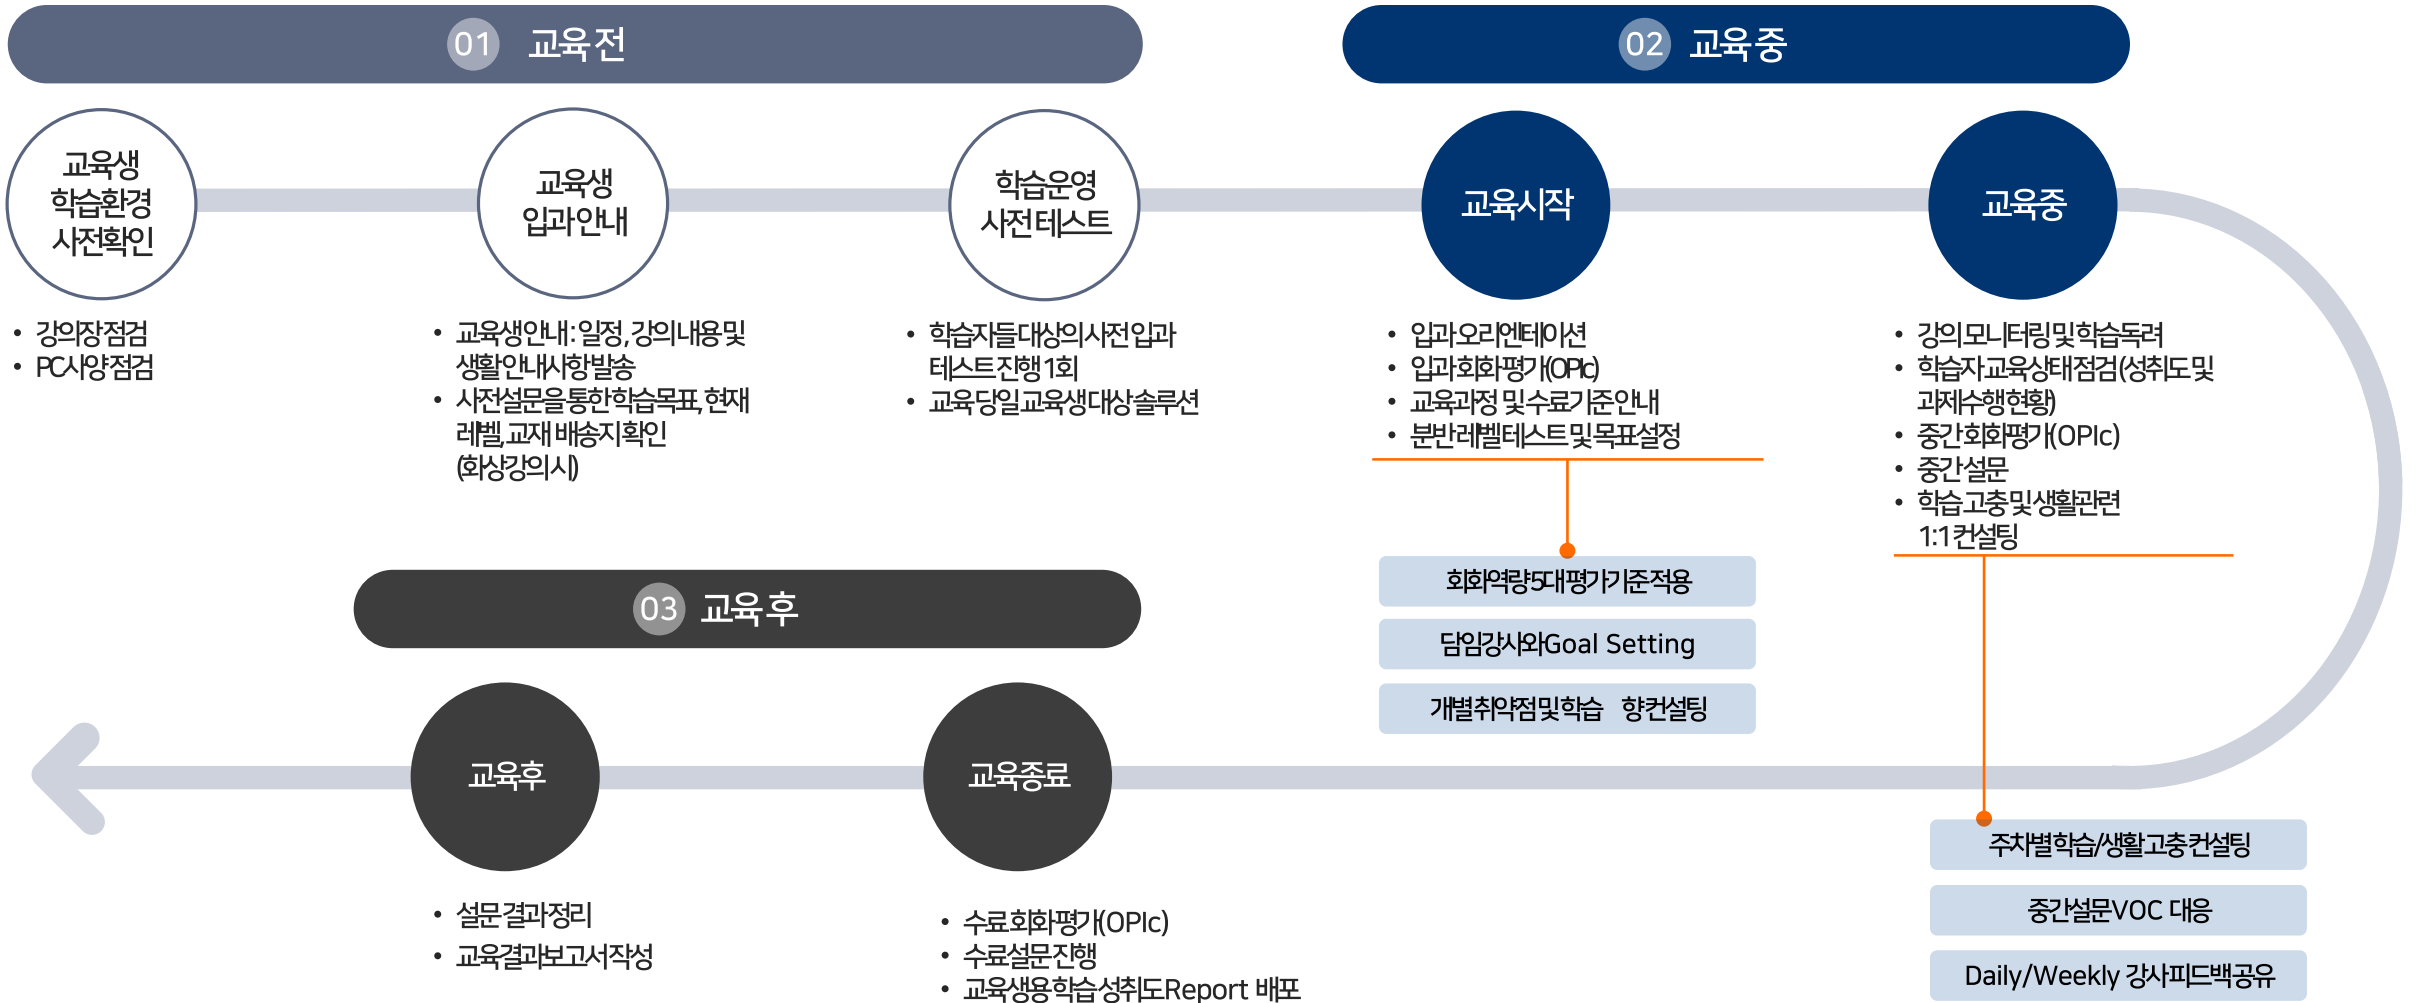 01 교육 전
교육생
학습환경
사전확인
• 강의장 점검
• PC사양 점검
교육생
입과 안내
• 교육생 안내 : 일정, 강의 내용 및
생활 안내사항 발송
• 사전설문을 통한 학습목표, 현재
레벨, 교재 배송지 확인
(화상강의 시)
학습운영
사전 테스트
• 학습자들 대상의 사전 입과
테스트 진행 1회
• 교육 당일 교육생 대상 솔루션
02 교육 중
교육시작
• 입과 오리엔테이션
• 입과 회화 평가(OPIc)
• 교육과정 및 수료기준 안내
• 분반 레벨 테스트 및 목표설정
회화역량 5대 평가기준 적용
담임강사와 Goal Setting
개별 취약점 및 학습 향 컨설팅
교육중
• 강의 모니터링 및 학습독려
• 학습자 교육 상태 점검 (성취도 및
과제수행 현황)
• 중간 회화평가(OPIc)
• 중간 설문
• 학습 고충 및 생활관련
1:1 컨설팅
주차별 학습/생활 고충 컨설팅
중간설문 VOC 대응
Daily/Weekly 강사 피드백 공유
03 교육 후
교육종료
• 수료 회화 평가(OPIc)
• 수료설문 진행
• 교육생용 학습 성취도 Report 배포
교육후
• 설문 결과 정리
• 교육결과보고서 작성